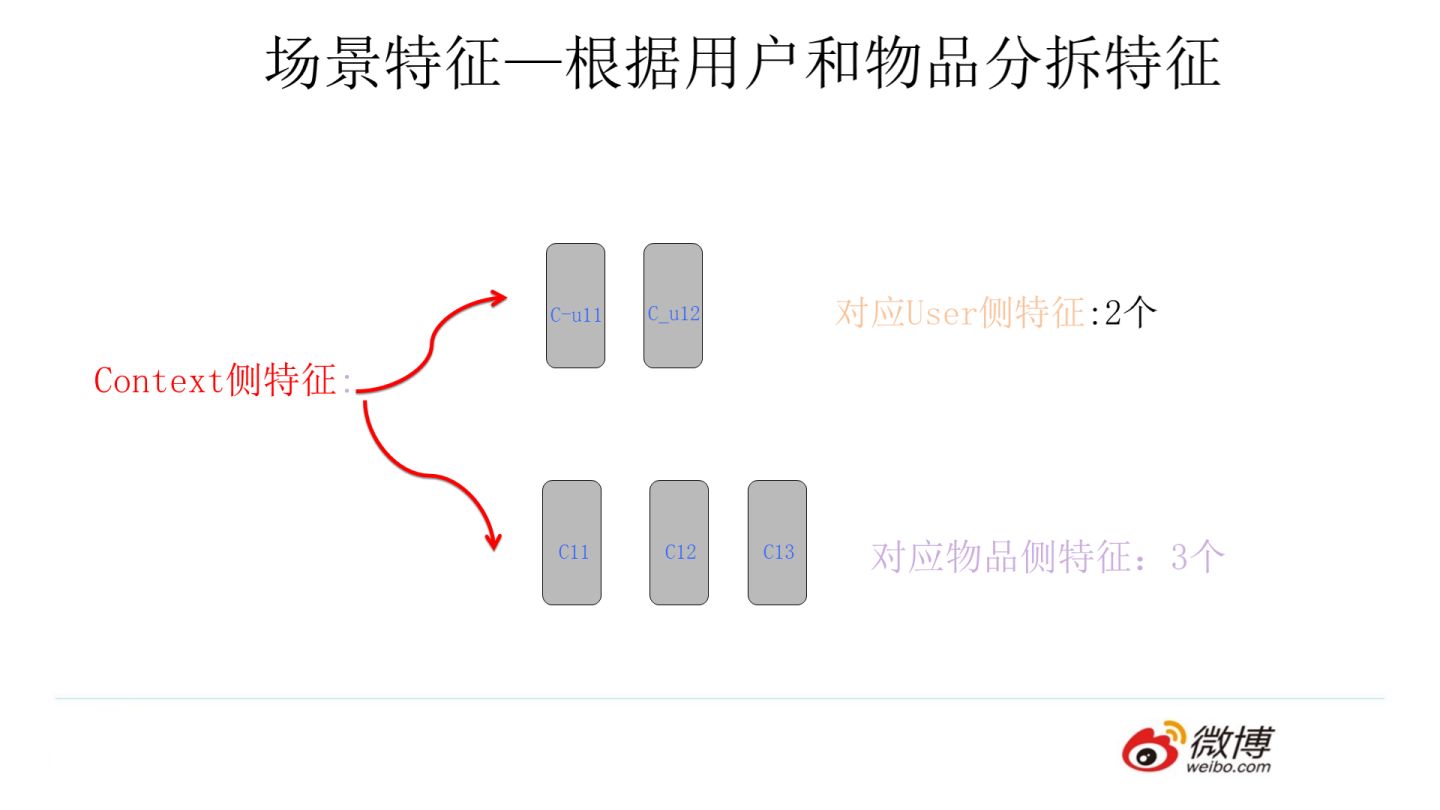 场景特征—根据用户和物品分拆特征
C-u11
C_u12
对应User侧特征:2个
Context侧特征:
C11
C12
C13
对应物品侧特征：3个
微博
weibo.com